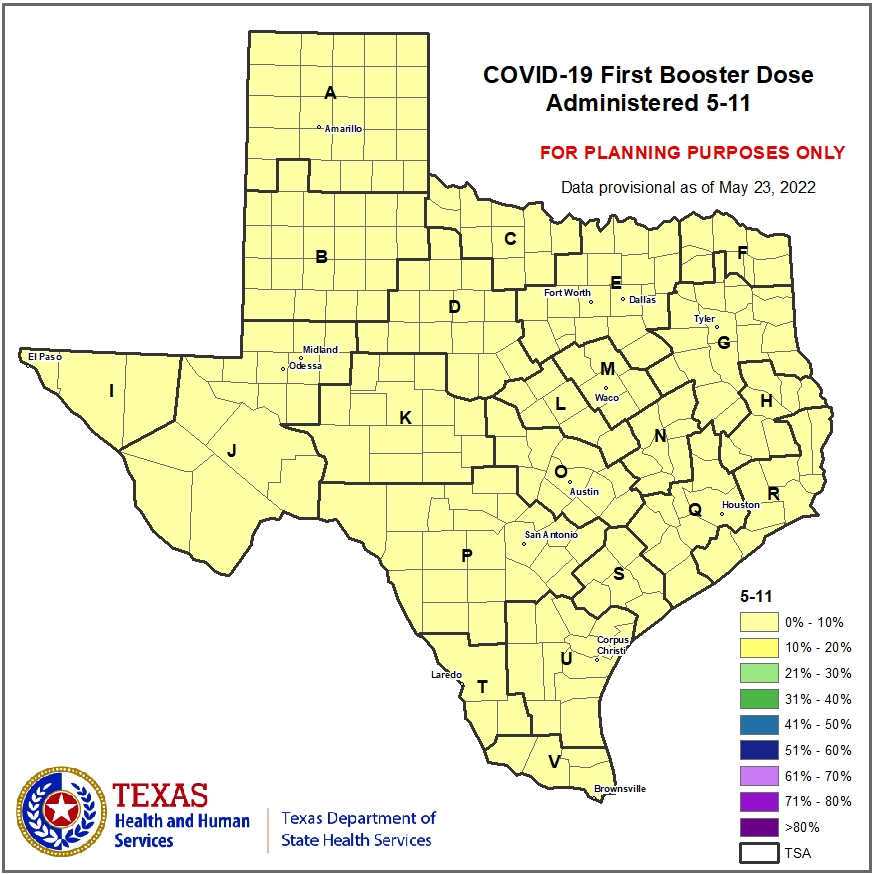 COVID-19 First Booster Dose
Administered 5-11
FOR PLANNING PURPOSES ONLY
Data provisional as of May 23, 2022
A
Amarillo
B
C
D
E
Fort Worth
Dallas
F
Tyler
G
H
El Paso
I
Midland
Odessa
J
K
L
M
Waco
N
O
Austin
P
San Antonio
Q
Houston
R
S
T
Laredo
U
Corpus
Christi
V
Brownsville
5-11
0% - 10%
10% - 20%
21% - 30%
31% - 40%
41% - 50%
51% - 60%
61% - 70%
71% - 80%
>80%
TSA
TEXAS
Health and Human
Services
Texas Department of
State Health Services